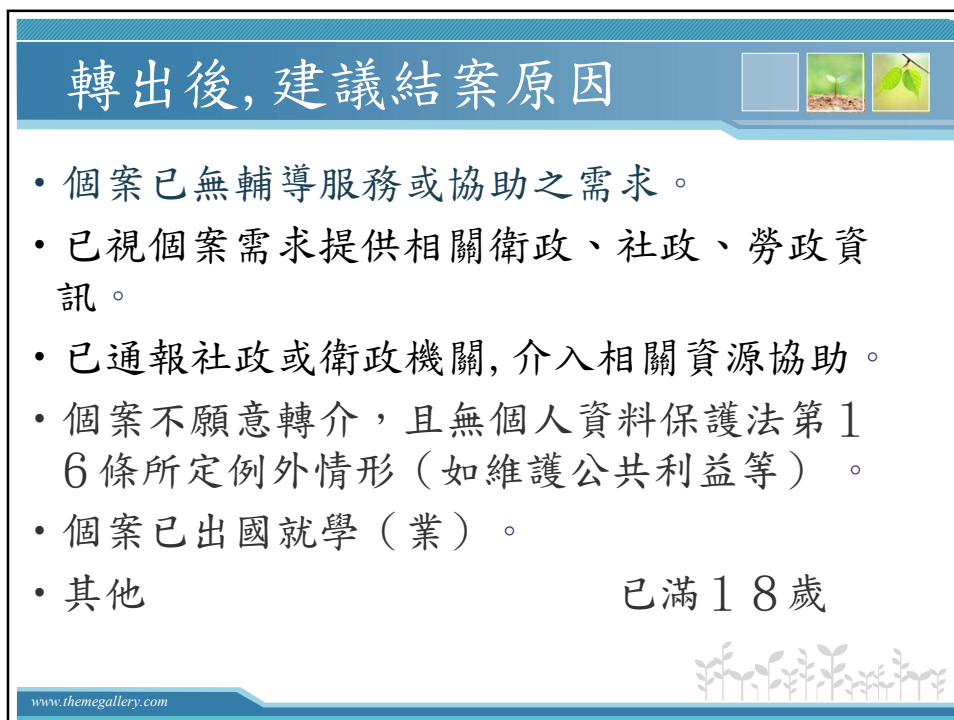 轉出後,建議結案原因
•個案已無輔導服務或協助之需求。
•已視個案需求提供相關衛政、社政、勞政資
訊。
•已通報社政或衛政機關,介入相關資源協助。
•個案不願意轉介，且無個人資料保護法第１
６條所定例外情形（如維護公共利益等）。
•個案已出國就學（業）。
•其他 已滿１８歲
www.themegallery.com